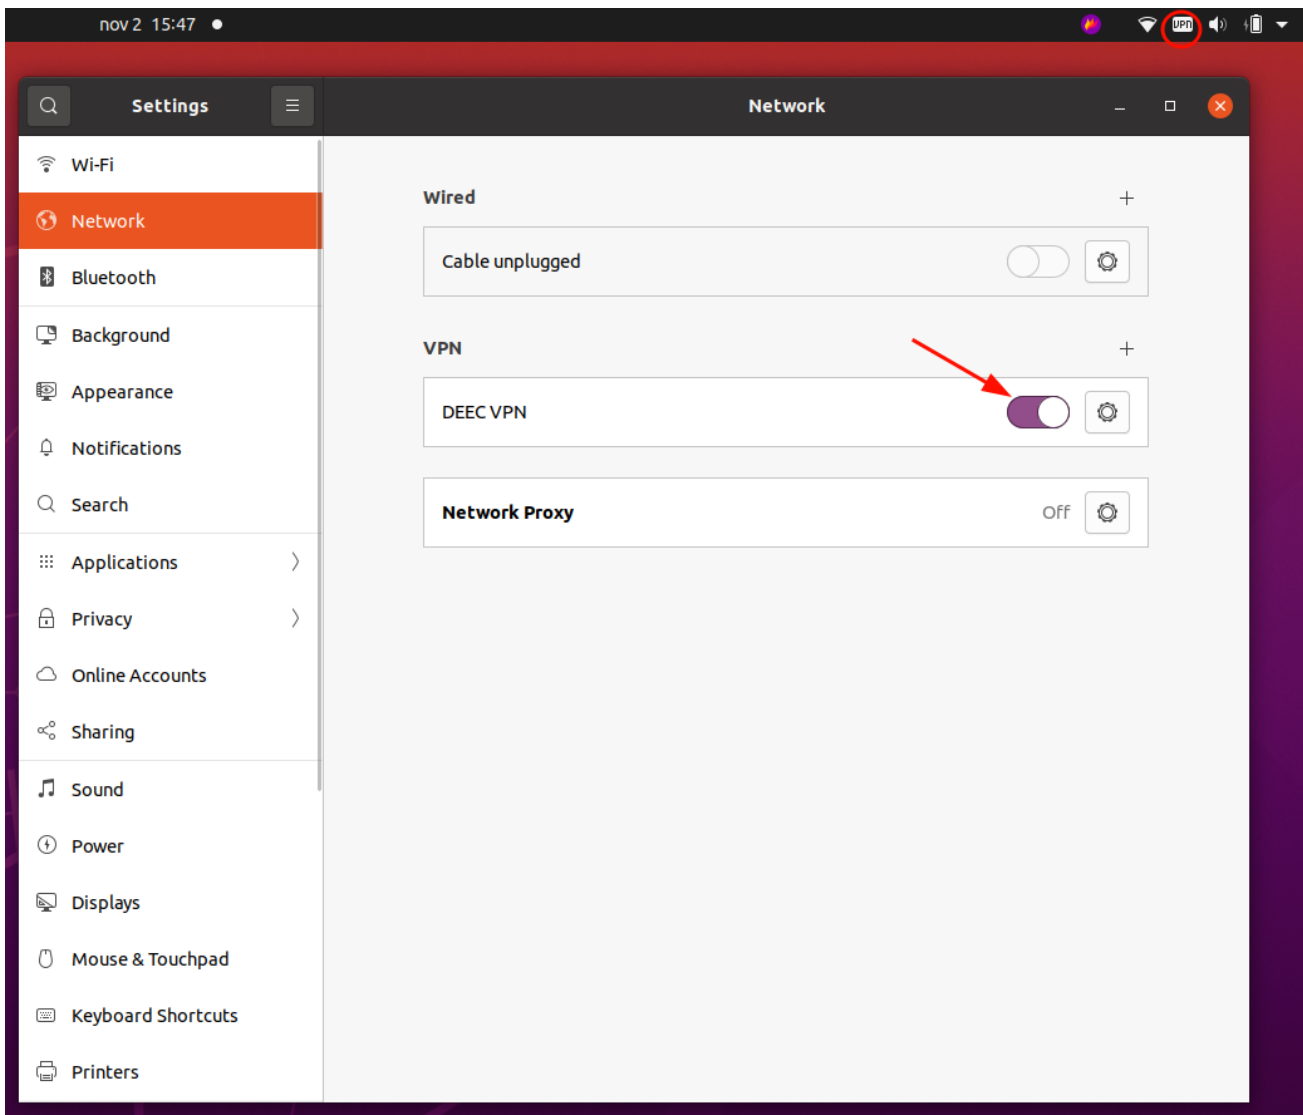 nov 2 15:47
VPN
Settings
Network
Wi-Fi
Network
Bluetooth
Background
Appearance
Notifications
Search
Applications
Privacy
Online Accounts
Sharing
Sound
Power
Displays
Mouse & Touchpad
Keyboard Shortcuts
Printers
Wired
Cable unplugged
VPN
DEEC VPN
Network Proxy
Off